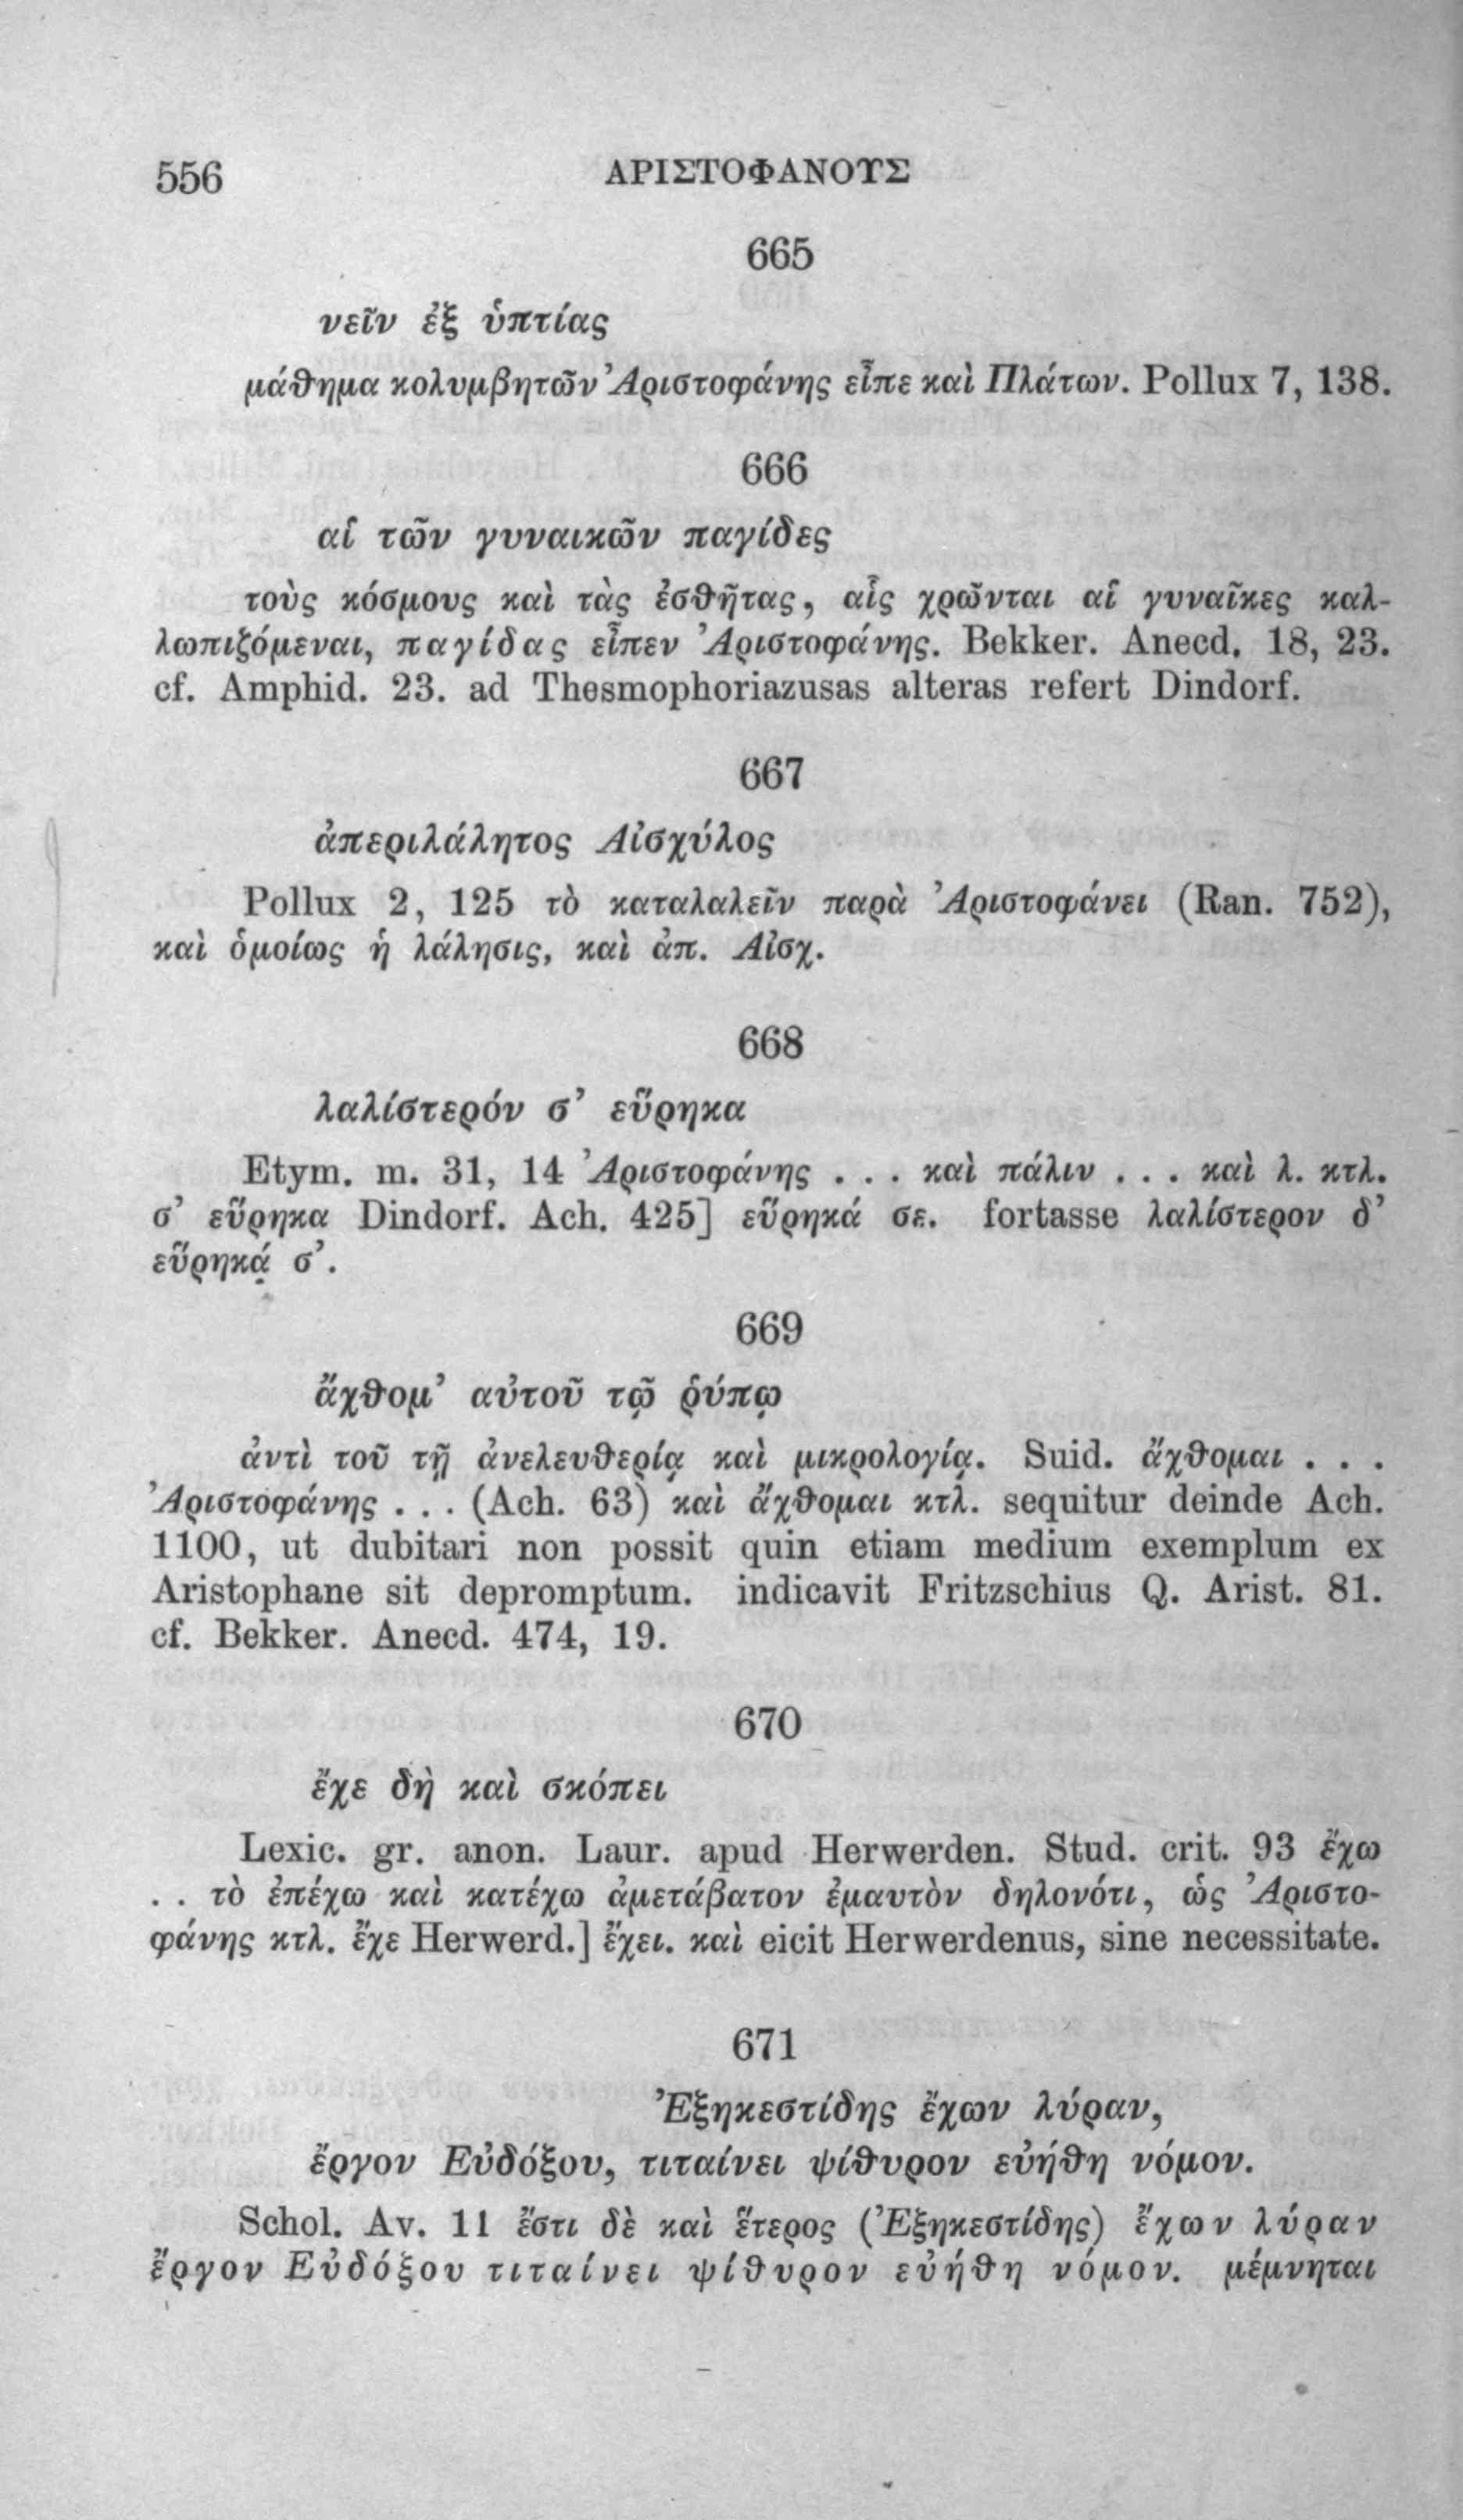 556 ΑΡΙΣΤΟΦΑΝΟΥΣ
665
νεῖν ἐξ ὑπτίας
μάθημα κολυμβητῶν Ἀριστοφάνης εἶπε καὶ Πλάτων. Pollux 7, 138.
666
αἱ τῶν γυναικῶν παγίδες
τοὺς κόσμους καὶ τὰς ἐσθῆτας, αἷς χρῶνται αἱ γυναῖκες καλ-
λωπιζόμεναι, παγίδας εἶπεν Ἀριστοφάνης. Bekker. Anecd. 18, 23.
cf. Amphid. 23. ad Thesmophoriazusas alteras refert Dindorf.
667
ἀπεριλάλητος Αἰσχύλος
Pollux 2, 125 τὸ καταλαλεῖν παρὰ Ἀριστοφάνει (Ran. 752),
καὶ ὁμοίως ἡ λάλησις, καὶ ἀπ. Αἰσχ.
668
λαλίστερόν σ’ εὕρηκα
Etym. m. 31, 14 Ἀριστοφάνης . . . καὶ πάλιν . . . καὶ λ. κτλ.
σ’ εὕρηκα Dindorf. Ach. 425] εὕρηκά σε. fortasse λαλίστερον δ’
εὕρηκά σ’.
669
ἄχθομ’ αὐτοῦ τῷ ῥύπῳ
ἀντὶ τοῦ τῇ ἀνελευθερίᾳ καὶ μικρολογίᾳ. Suid. ἄχθομαι . . .
Ἀριστοφάνης . . . (Ach. 63) καὶ ἄχθομαι κτλ. sequitur deinde Ach.
1100, ut dubitari non possit quin etiam medium exemplum ex
Aristophane sit depromptum. indicavit Fritzschius Q. Arist. 81.
cf. Bekker. Anecd. 474, 19.
670
ἔχε δὴ καὶ σκόπει
Lexic. gr. anon. Laur. apud Herwerden. Stud. crit. 93 ἔχω
. . τὸ ἐπέχω καὶ κατέχω ἀμετάβατον ἐμαυτὸν δηλονότι, ὡς Ἀριστο-
φάνης κτλ. ἔχε Herwerd.] ἔχει. καὶ eicit Herwerdenus, sine necessitate.
671
Ἐξηκεστίδης ἔχων λύραν,
ἔργον Εὐδόξου, τιταίνει ψίθυρον εὐήθη νόμον.
Schol. Av. 11 ἔστι δὲ καὶ ἕτερος (Ἐξηκεστίδης) ἔχων λύραν
ἔργον Εὐδόξου τιταίνει ψίθυρον εὐήθη νόμον. μέμνηται